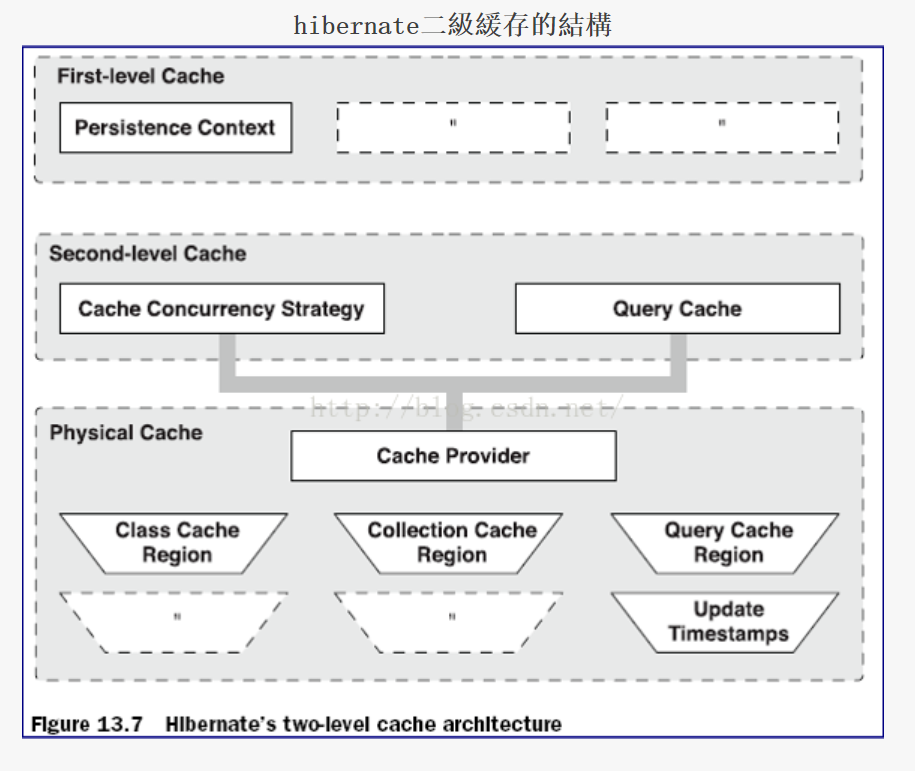 hibernate二級緩存的結構
First-level Cache
Persistence Context
"
"
Second-level Cache
Cache Concurrency Strategy
Query Cache
http://blog.csdn.net/
Physical Cache
Cache Provider
Class Cache
Region
Collection Cache
Region
Query Cache
Region
"
"
Update
Timestamps
Figure 13.7 Hibernate's two-level cache architecture